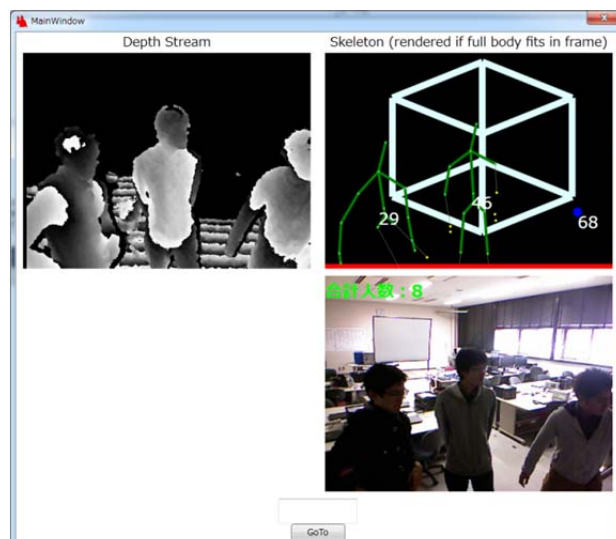 MainWindow
Depth Stream
Skeleton (rendered if full body fits in frame)
29
46
68
合計人数:8
GoTo